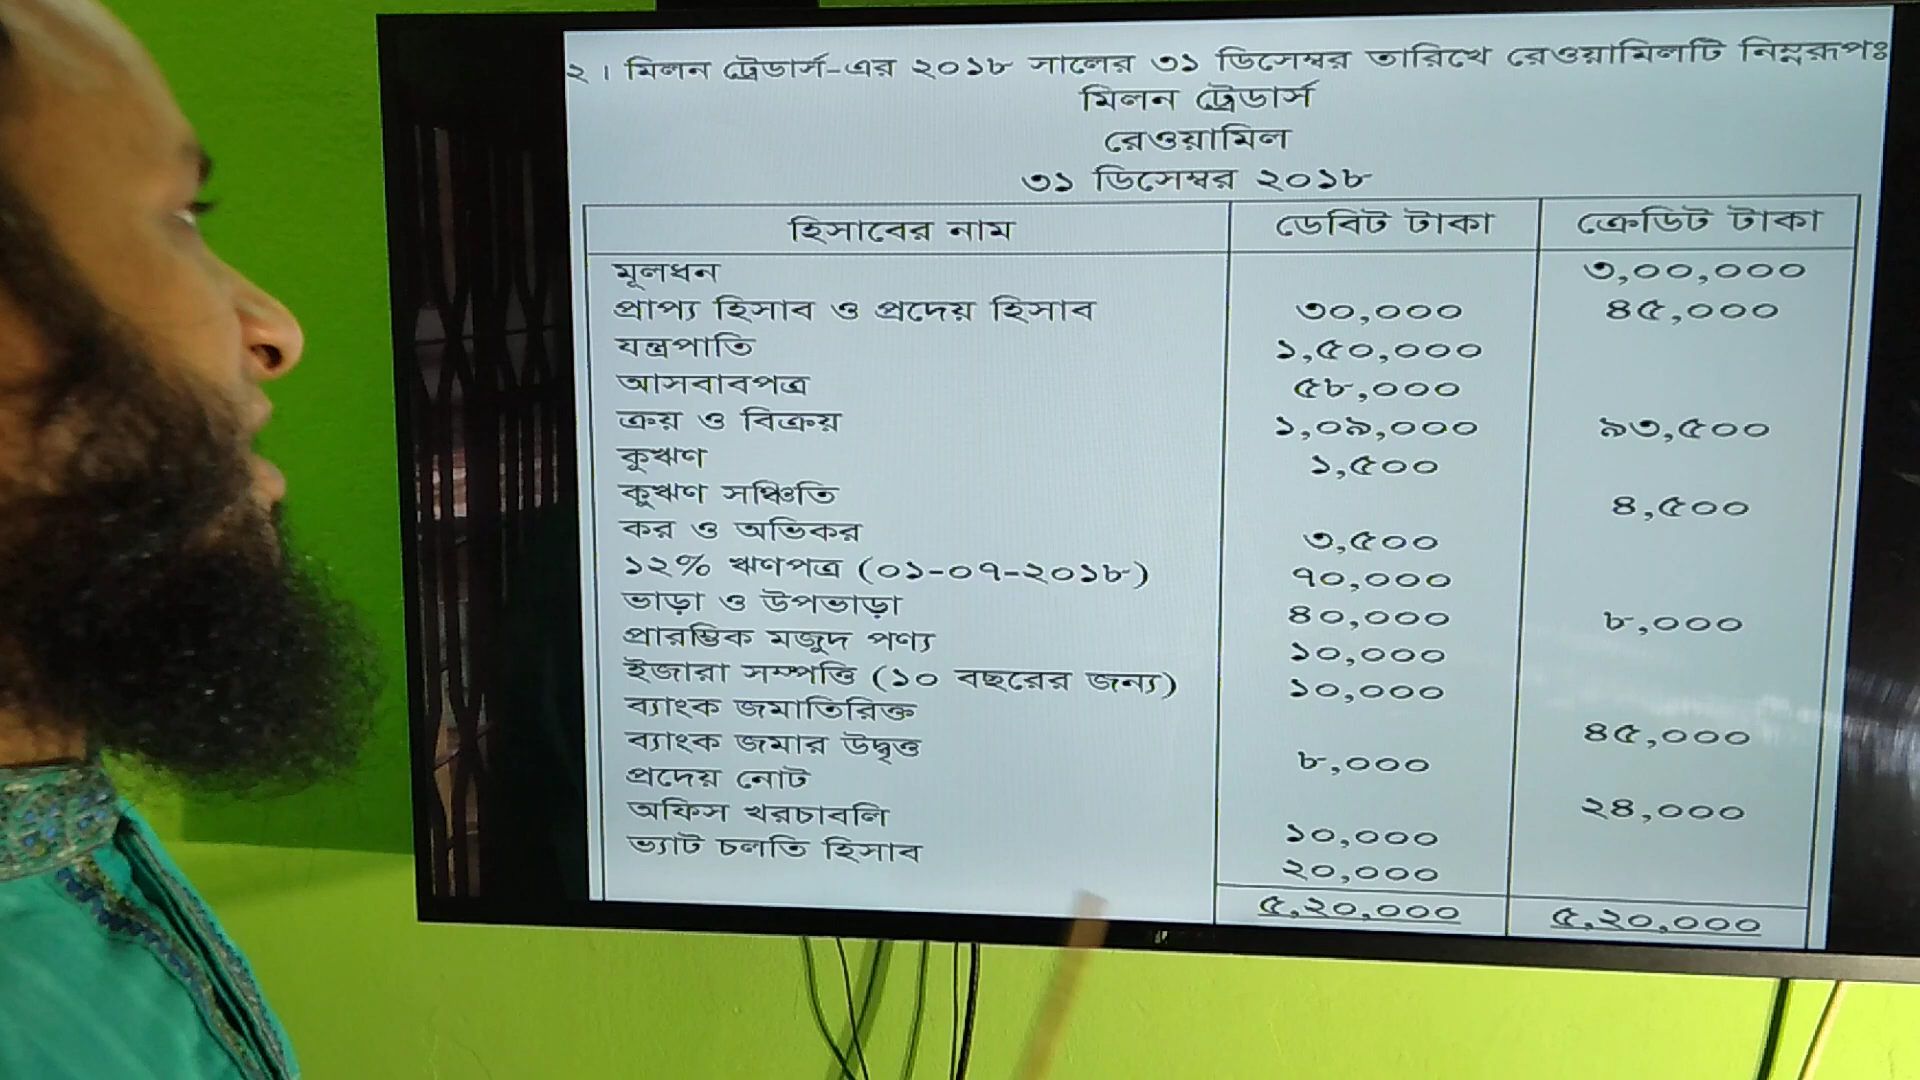 ২। মিলন ট্রেডার্স-এর ২০১৮ সালের ৩১ ডিসেম্বর তারিখে রেওয়ামিলটি নিম্নরূপঃ
মিলন ট্রেডার্স
রেওয়ামিল
৩১ ডিসেম্বর ২০১৮
হিসাবের নাম ডেবিট টাকা ক্রেডিট টাকা
মূলধন ৩,০০,০০০
প্রাপ্য হিসাব ও প্রদেয় হিসাব ৩০,০০০ ৪৫,০০০
যন্ত্রপাতি ১,৫০,০০০
আসবাবপত্র ৫৮,০০০
ক্রয় ও বিক্রয় ১,০৯,০০০ ৯৩,৫০০
কুঋণ ১,৫০০
কুঋণ সঞ্চিতি ৪,৫০০
কর ও অভিকর ৩,৫০০
১২% ঋণপত্র (০১-০৭-২০১৮) ৭০,০০০
ভাড়া ও উপভাড়া ৪০,০০০ ৮,০০০
প্রারম্ভিক মজুদ পণ্য ১০,০০০
ইজারা সম্পত্তি (১০ বছরের জন্য) ১০,০০০
ব্যাংক জমাতিরিক্ত ৪৫,০০০
ব্যাংক জমার উদ্বৃত্ত ৮,০০০
প্রদেয় নোট ২৪,০০০
অফিস খরচাবলি ১০,০০০
ভ্যাট চলতি হিসাব ২০,০০০
৫,২০,০০০ ৫,২০,০০০